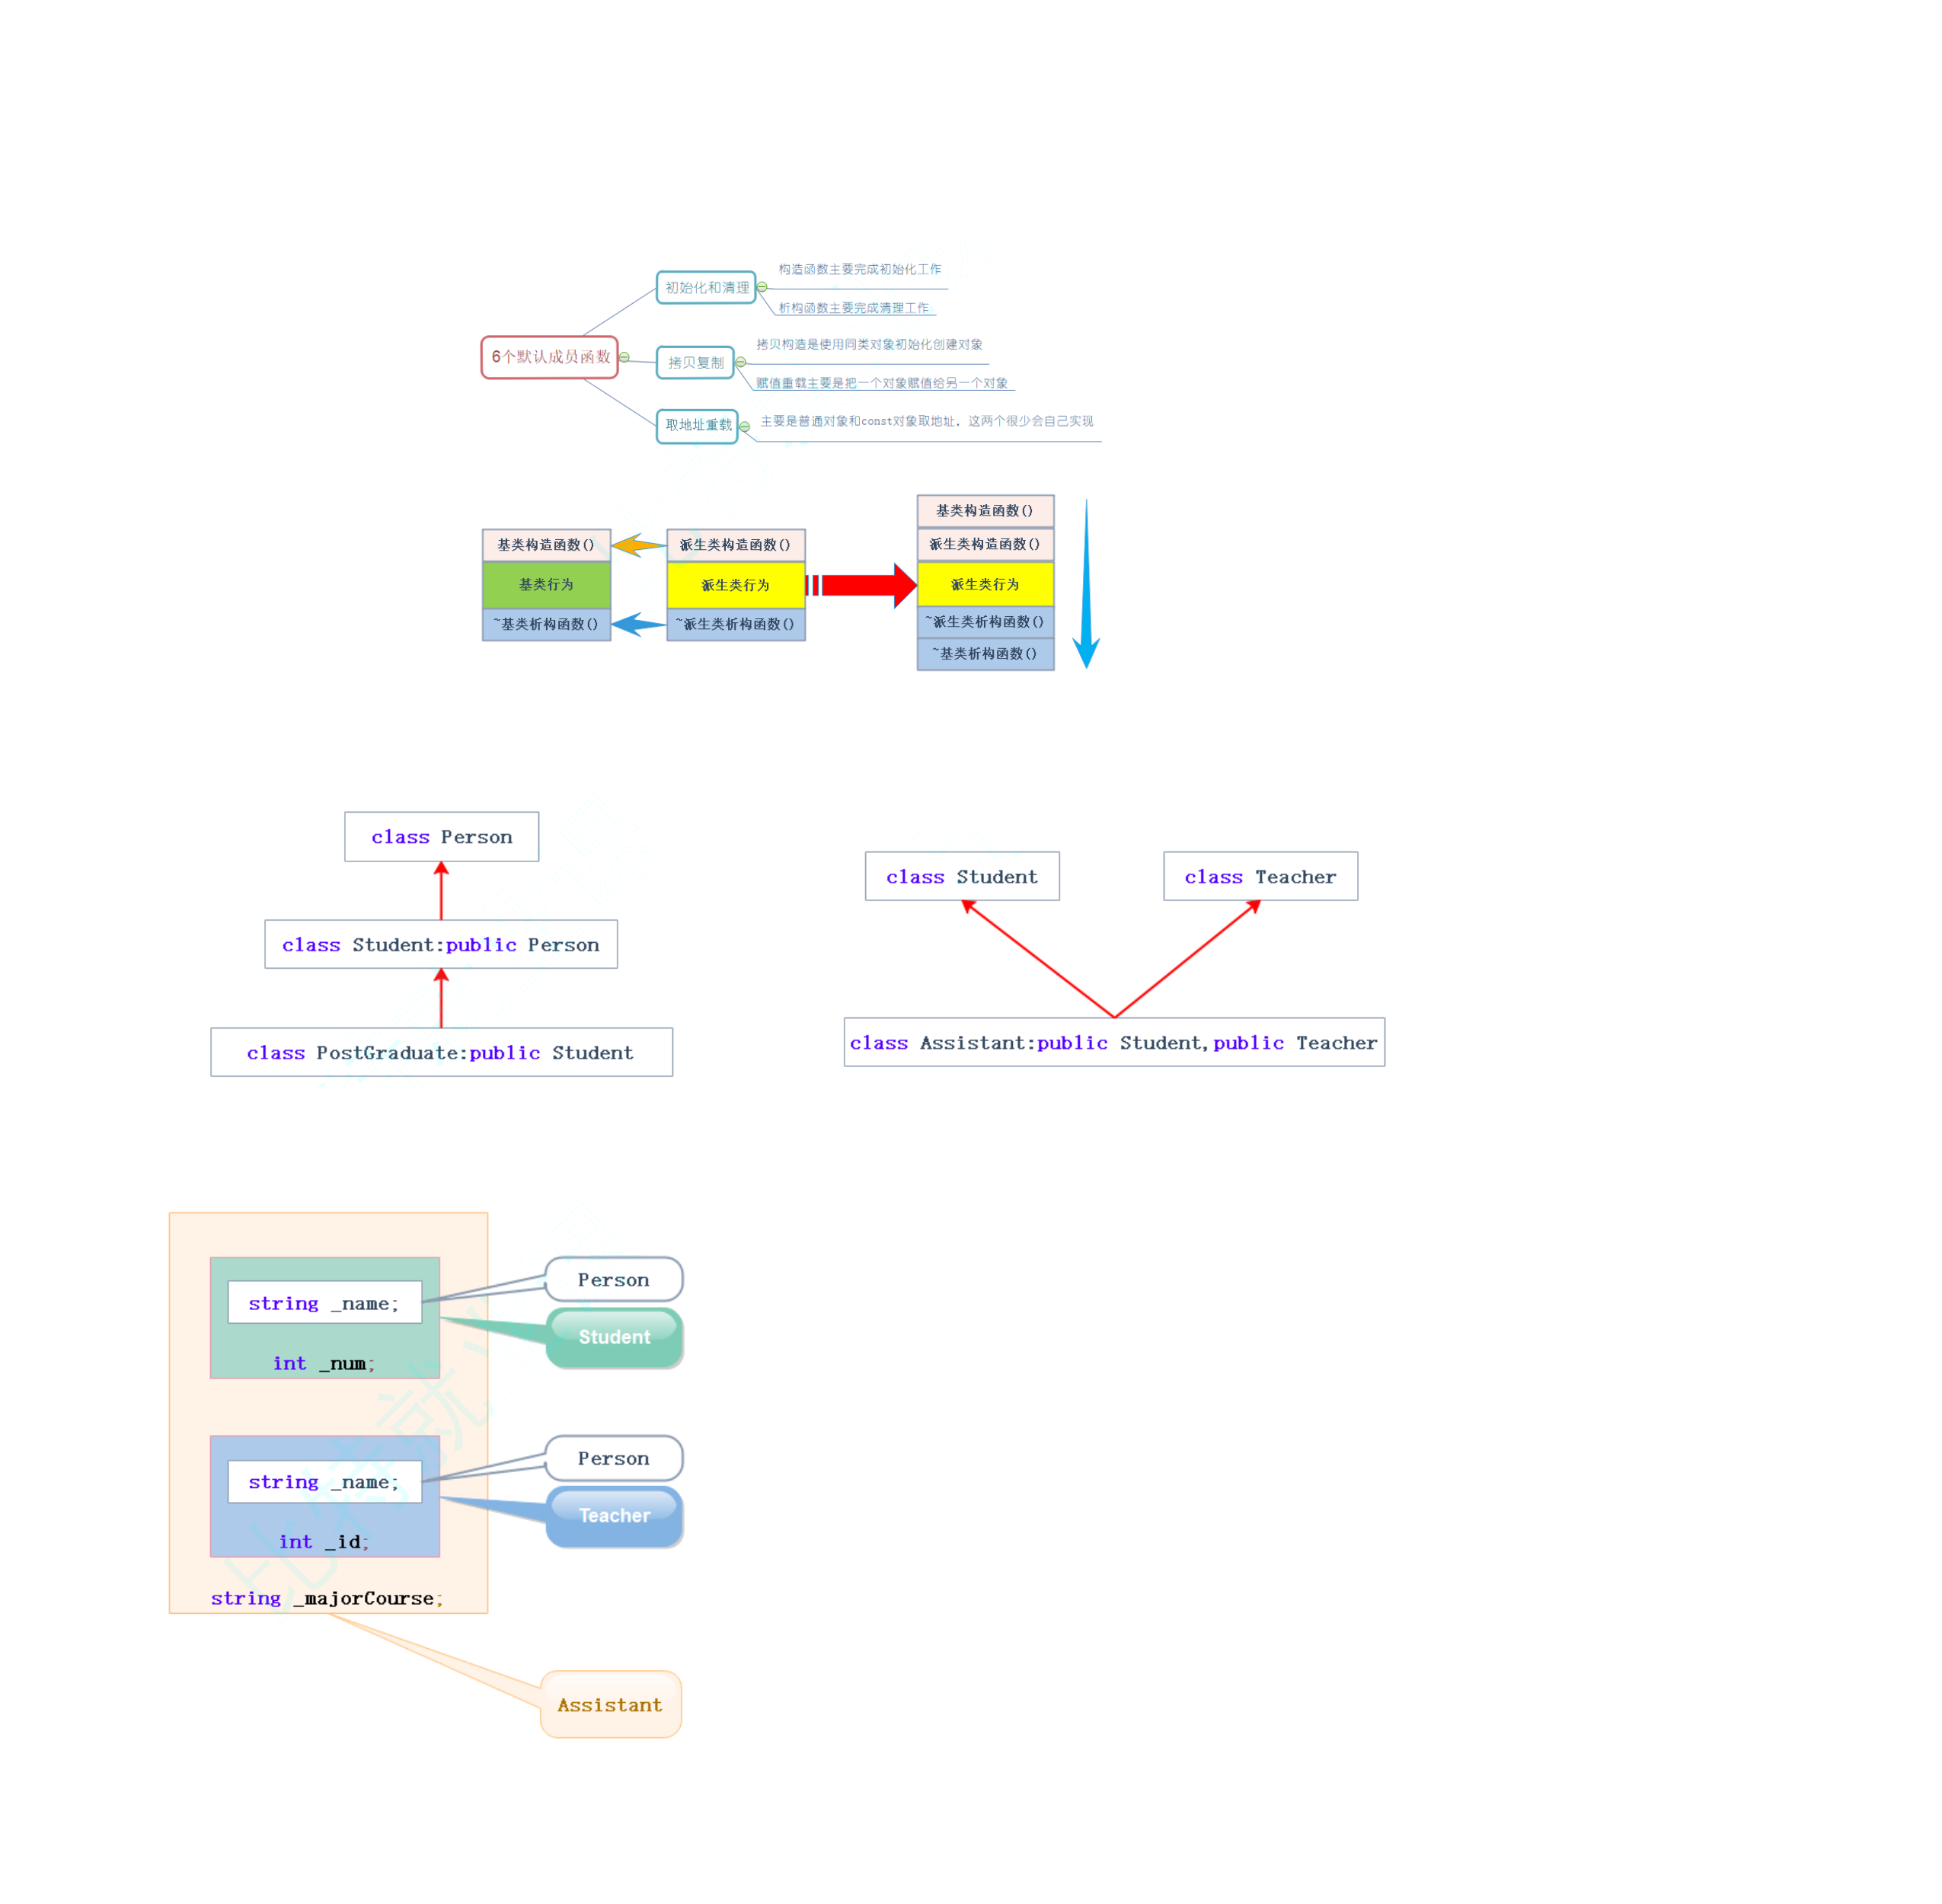 构造函数主要完成初始化工作
初始化和清理
析构函数主要完成清理工作
6个默认成员函数
拷贝构造是使用同类对象初始化创建对象
拷贝复制
赋值重载主要是把一个对象赋值给另一个对象
取地址重载
主要是普通对象和const对象取地址，这两个很少会自己实现
基类构造函数()
基类行为
~基类析构函数()
派生类构造函数()
派生类行为
~派生类析构函数()
基类构造函数()
派生类构造函数()
派生类行为
~派生类析构函数()
~基类析构函数()
class Person
class Student:public Person
class PostGraduate:public Student
class Student
class Teacher
class Assistant:public Student,public Teacher
string _name;
int _num;
Person
Student
string _name;
int _id;
Person
Teacher
string _majorCourse;
Assistant
比特就业